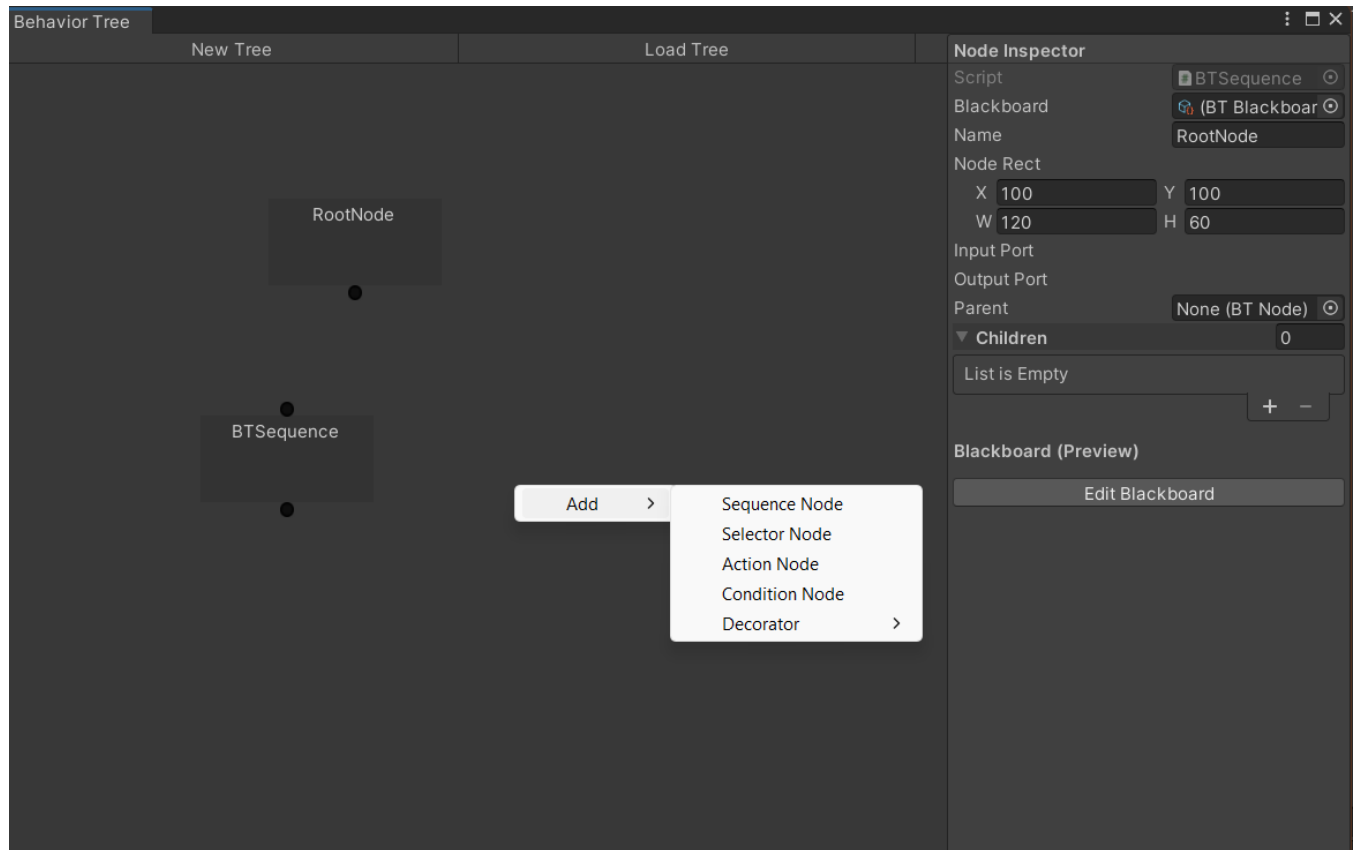 Behavior Tree
New Tree
Load Tree
RootNode
BTSequence
Add
Sequence Node
Selector Node
Action Node
Condition Node
Decorator
Node Inspector
Script BTSequence
Blackboard (BT Blackboar
Name RootNode
Node Rect
X 100 Y 100
W 120 H 60
Input Port
Output Port
Parent None (BT Node)
Children 0
List is Empty
+ −
Blackboard (Preview)
Edit Blackboard